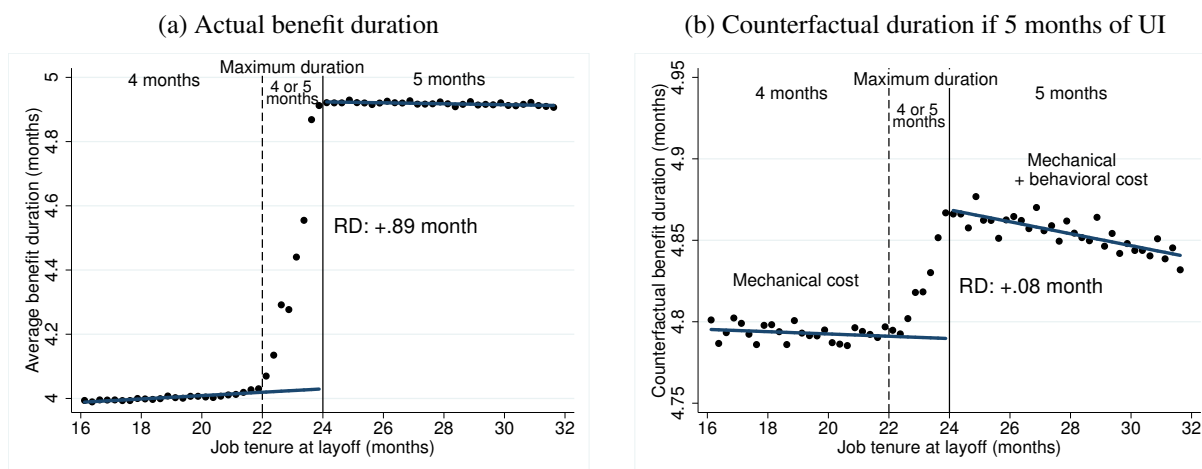 (a) Actual benefit duration
Maximum duration
4 months
4 or 5
months
5 months
RD: +.89 month
Average benefit duration (months)
5
4.8
4.6
4.4
4.2
4
16 18 20 22 24 26 28 30 32
Job tenure at layoff (months)
(b) Counterfactual duration if 5 months of UI
Maximum duration
4 months
4 or 5
months
5 months
Mechanical
+ behavioral cost
Mechanical cost
RD: +.08 month
Counterfactual benefit duration (months)
4.95
4.9
4.85
4.8
4.75
16 18 20 22 24 26 28 30 32
Job tenure at layoff (months)